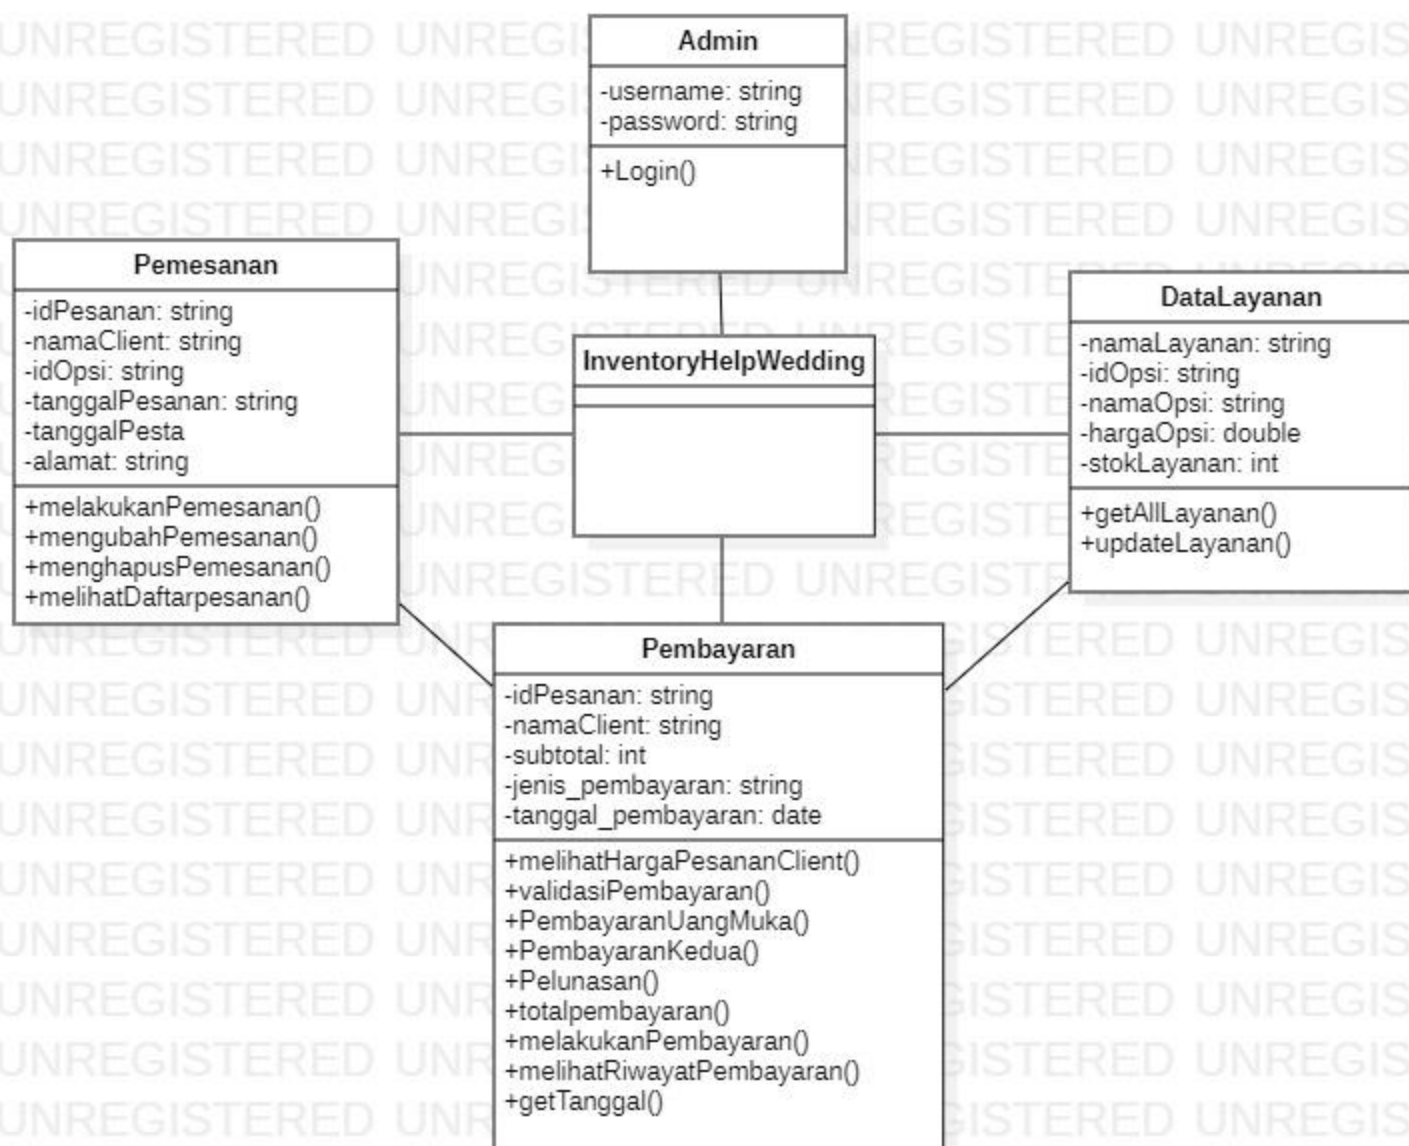 Admin
-username: string
-password: string
+Login()
Pemesanan
-idPesanan: string
-namaClient: string
-idOpsi: string
-tanggalPesanan: string
-tanggalPesta
-alamat: string
+melakukanPemesanan()
+mengubahPemesanan()
+menghapusPemesanan()
+melihatDaftarpesanan()
InventoryHelpWedding
DataLayanan
-namaLayanan: string
-idOpsi: string
-namaOpsi: string
-hargaOpsi: double
-stokLayanan: int
+getAllLayanan()
+updateLayanan()
Pembayaran
-idPesanan: string
-namaClient: string
-subtotal: int
-jenis_pembayaran: string
-tanggal_pembayaran: date
+melihatHargaPesananClient()
+validasiPembayaran()
+PembayaranUangMuka()
+PembayaranKedua()
+Pelunasan()
+totalpembayaran()
+melakukanPembayaran()
+melihatRiwayatPembayaran()
+getTanggal()
UNREGISTERED